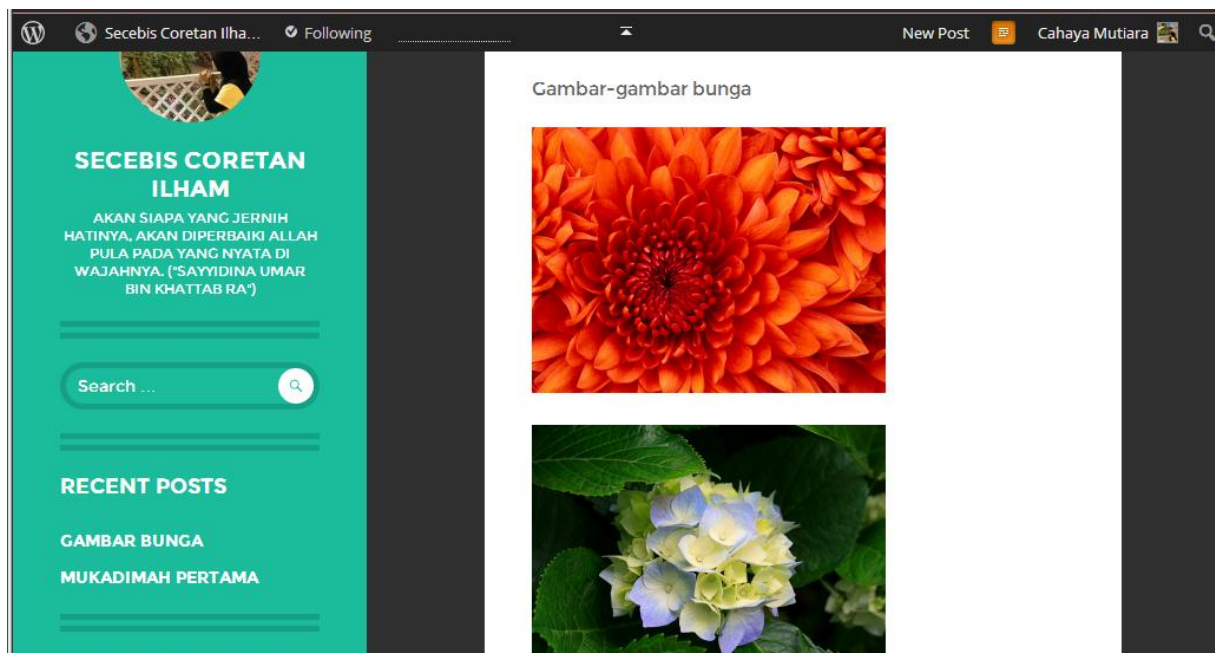 Secebis Coretan Ilha... Following New Post Cahaya Mutiara
SECEBIS CORETAN
ILHAM
AKAN SIAPA YANG JERNIH
HATINYA, AKAN DIPERBAIKI ALLAH
PULA PADA YANG NYATA DI
WAJAHNYA. ("SAYYIDINA UMAR
BIN KHATTAB RA")
Search ...
RECENT POSTS
GAMBAR BUNGA
MUKADIMAH PERTAMA
Gambar-gambar bunga